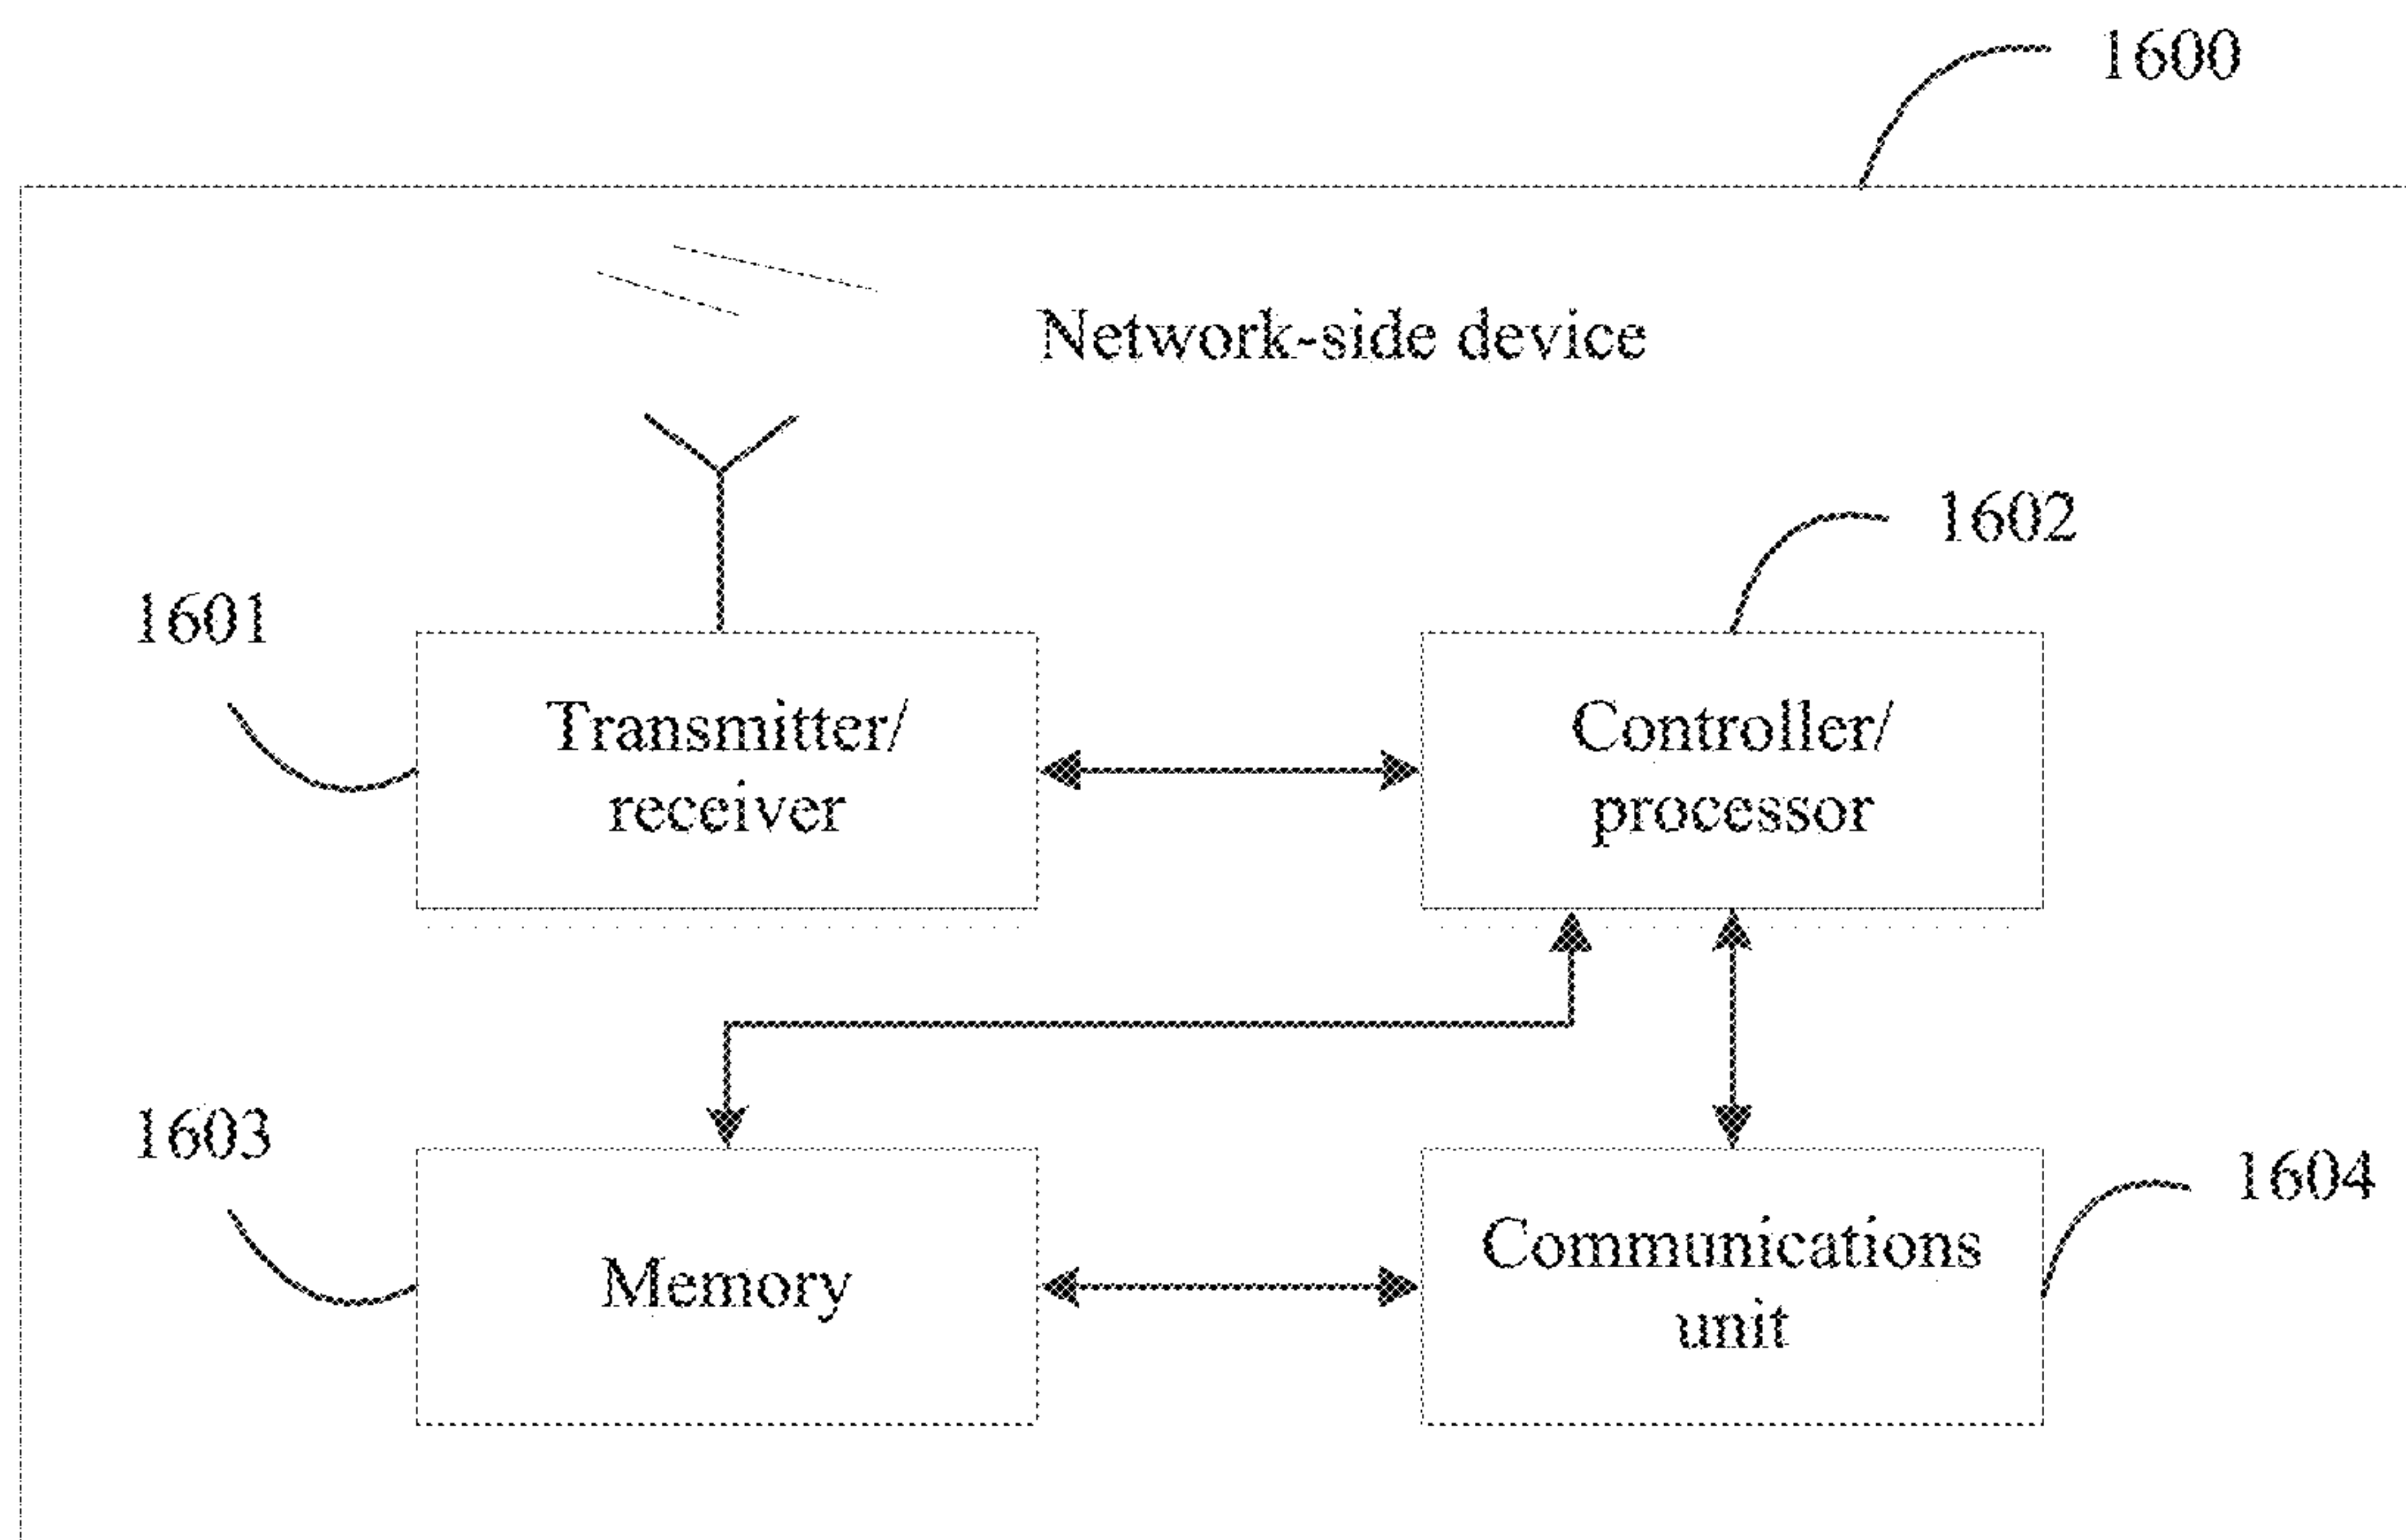 1600
Network-side device
1602
1601
Transmitter/
receiver
Controller/
processor
1603
1604
Memory
Communications
unit